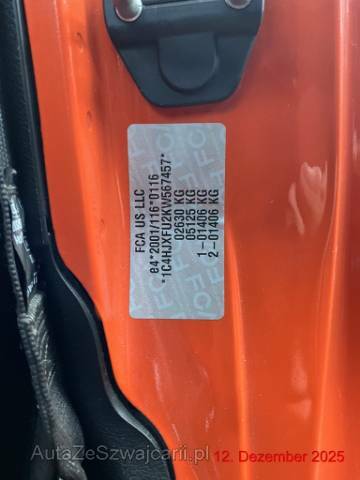 FCA US LLC
e4*2001/116*0116
*1C4HJXFU2KW567457*
02630 KG
05125 KG
1-01406 KG
2-01406 KG
AutaZeSzwajcarii.pl
12. Dezember 2025